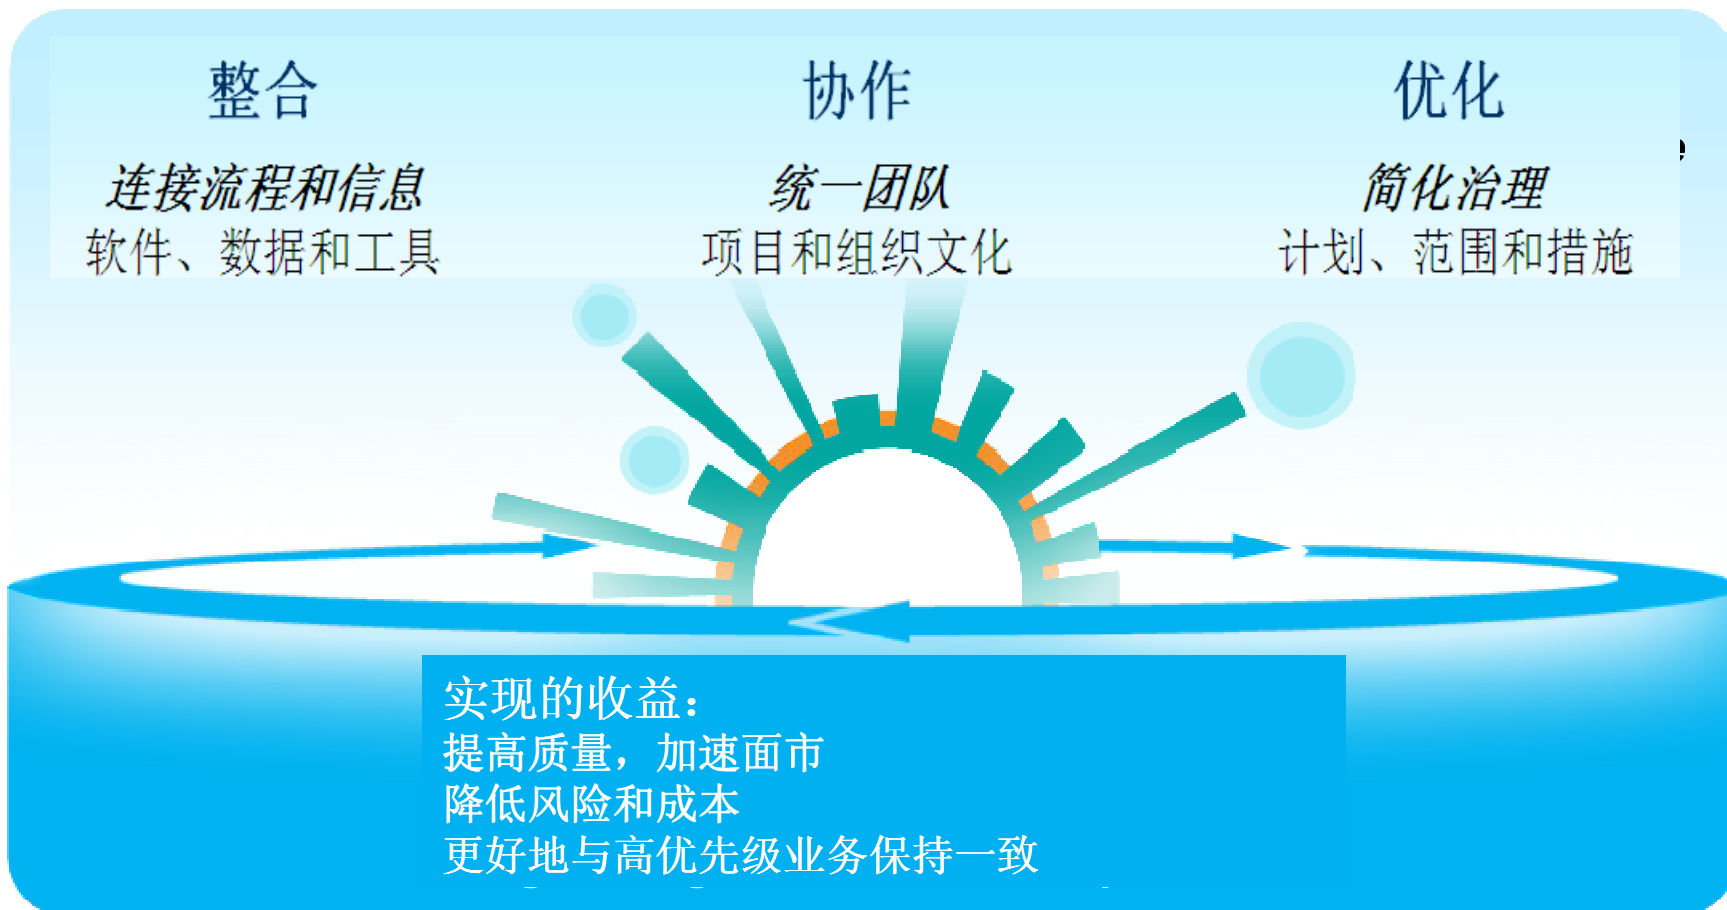 整合
协作
优化
连接流程和信息
统一团队
简化治理
软件、数据和工具
项目和组织文化
计划、范围和措施
实现的收益：
提高质量，加速面市
降低风险和成本
更好地与高优先级业务保持一致